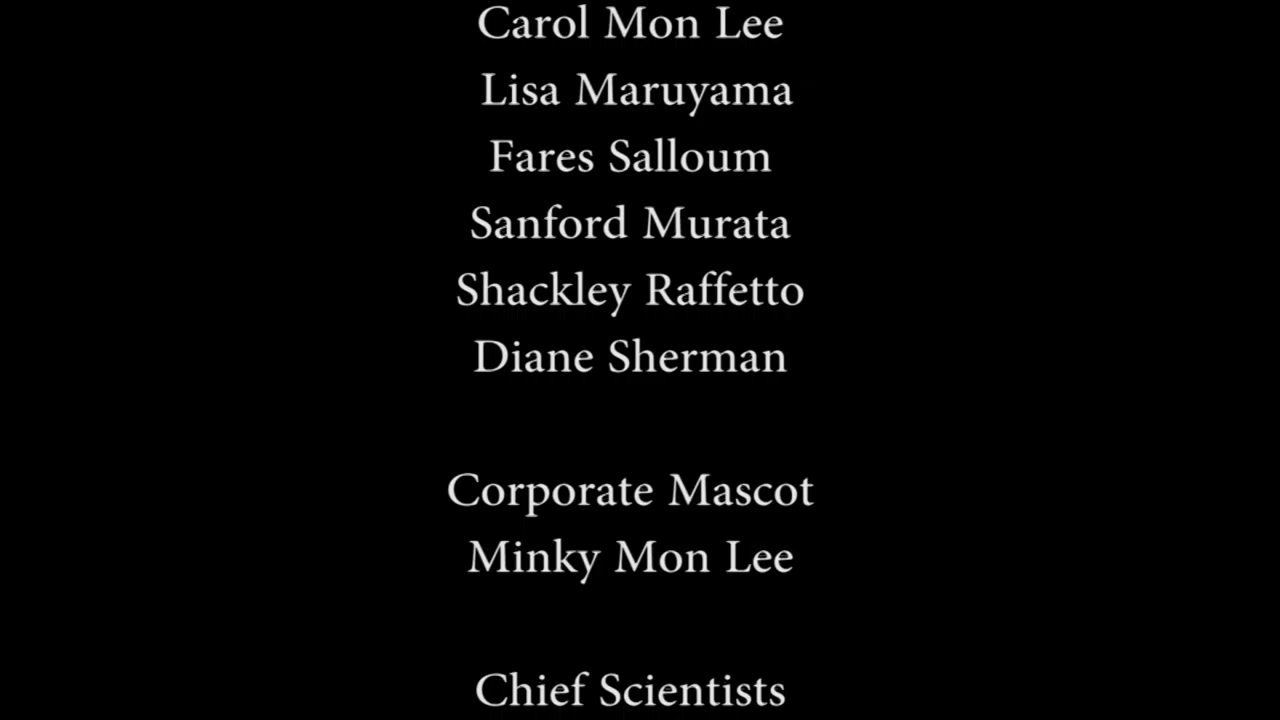 Carol Mon Lee
Lisa Maruyama
Fares Salloum
Sanford Murata
Shackley Raffetto
Diane Sherman
Corporate Mascot
Minky Mon Lee
Chief Scientists